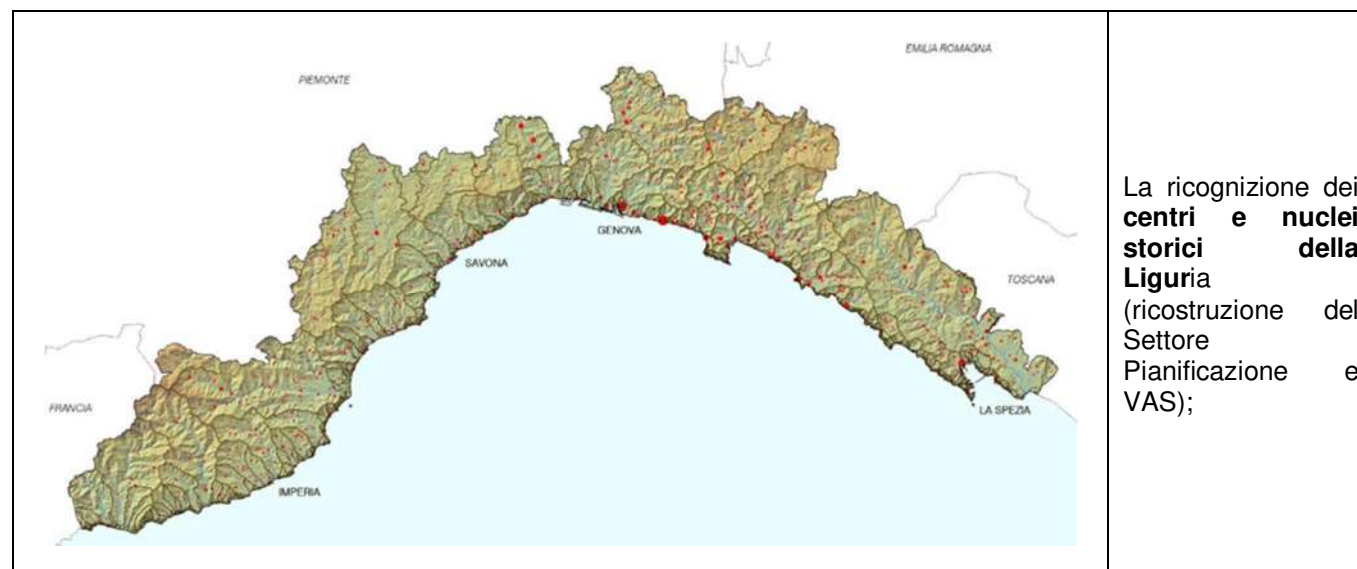 EMILIA ROMAGNA
PIEMONTE
GENOVA
SAVONA
TOSCANA
FRANCIA
LA SPEZIA
IMPERIA
La ricognizione dei
centri e nuclei
storici della
Liguria
(ricostruzione del
Settore
Pianificazione e
VAS);